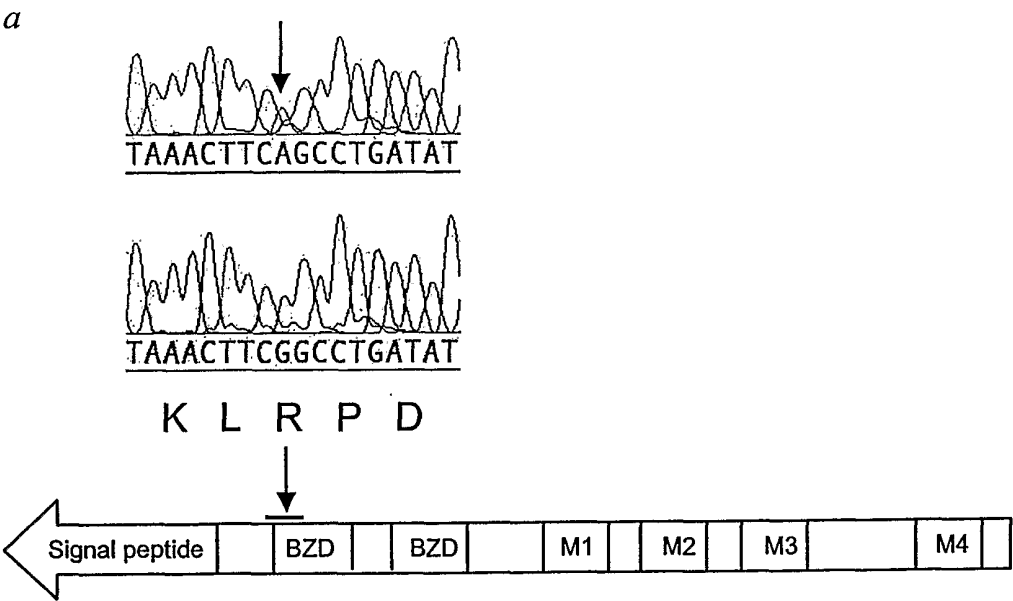 a
TAAACTTCAGCCTGATAT
TAAACTTCGGCCTGATAT
K L R P D
Signal peptide BZD BZD M1 M2 M3 M4